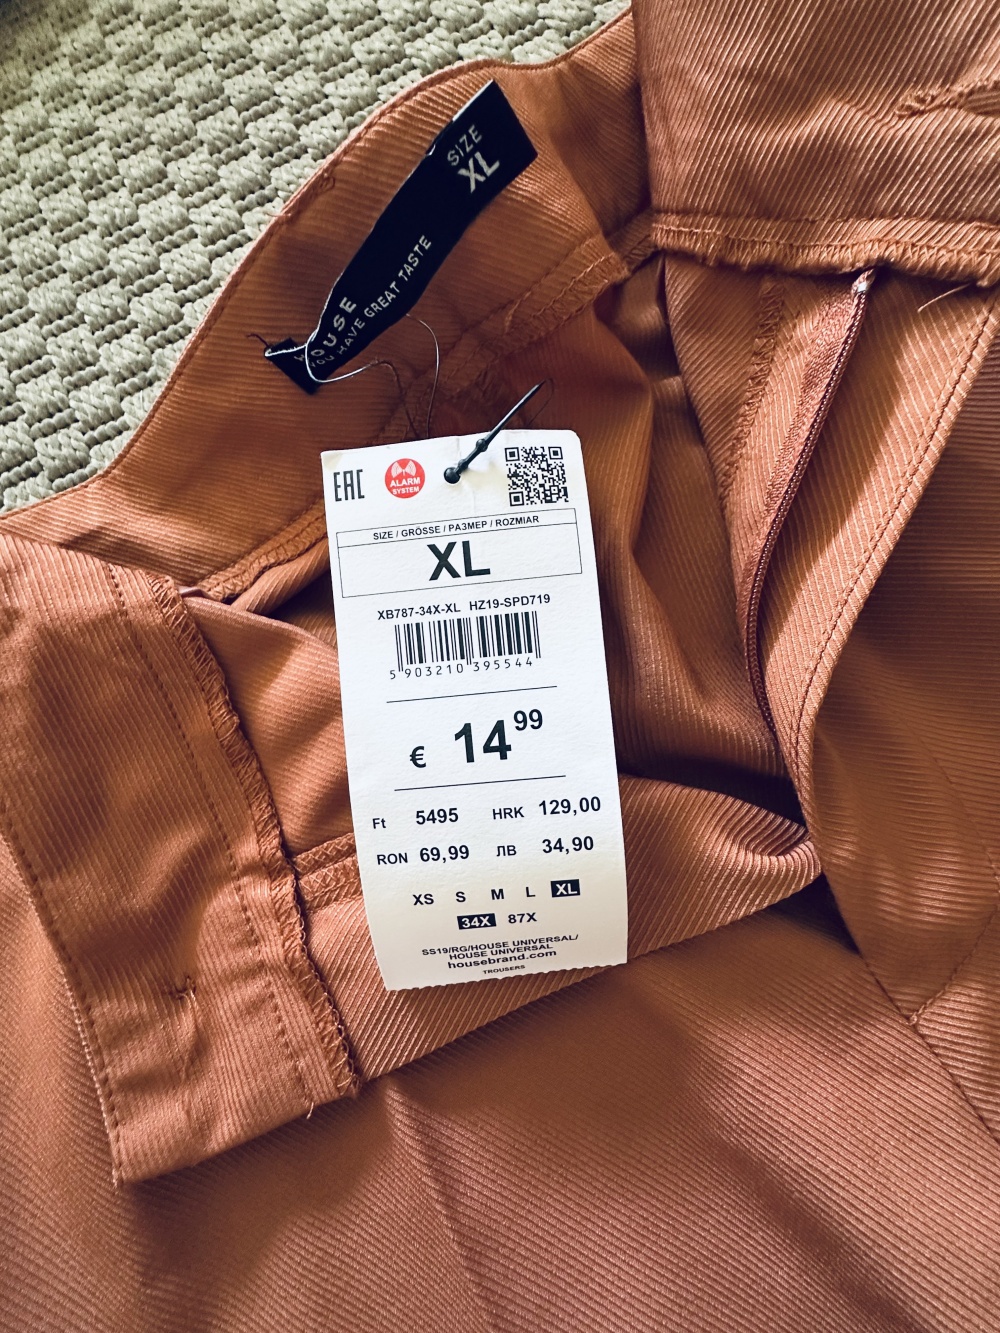 SIZE
XL
HOUSE
YOU HAVE GREAT TASTE
EAC
ALARM
SYSTEM
SIZE / GRÖSSE / РАЗМЕР / ROZMIAR
XL
XB787-34X-XL HZ19-SPD719
5 903210 395544
€ 14 99
Ft 5495 HRK 129,00
RON 69,99 ЛВ 34,90
XS S M L XL
34X 87X
SS19/RG/HOUSE UNIVERSAL/
HOUSE UNIVERSAL
housebrand.com
TROUSERS